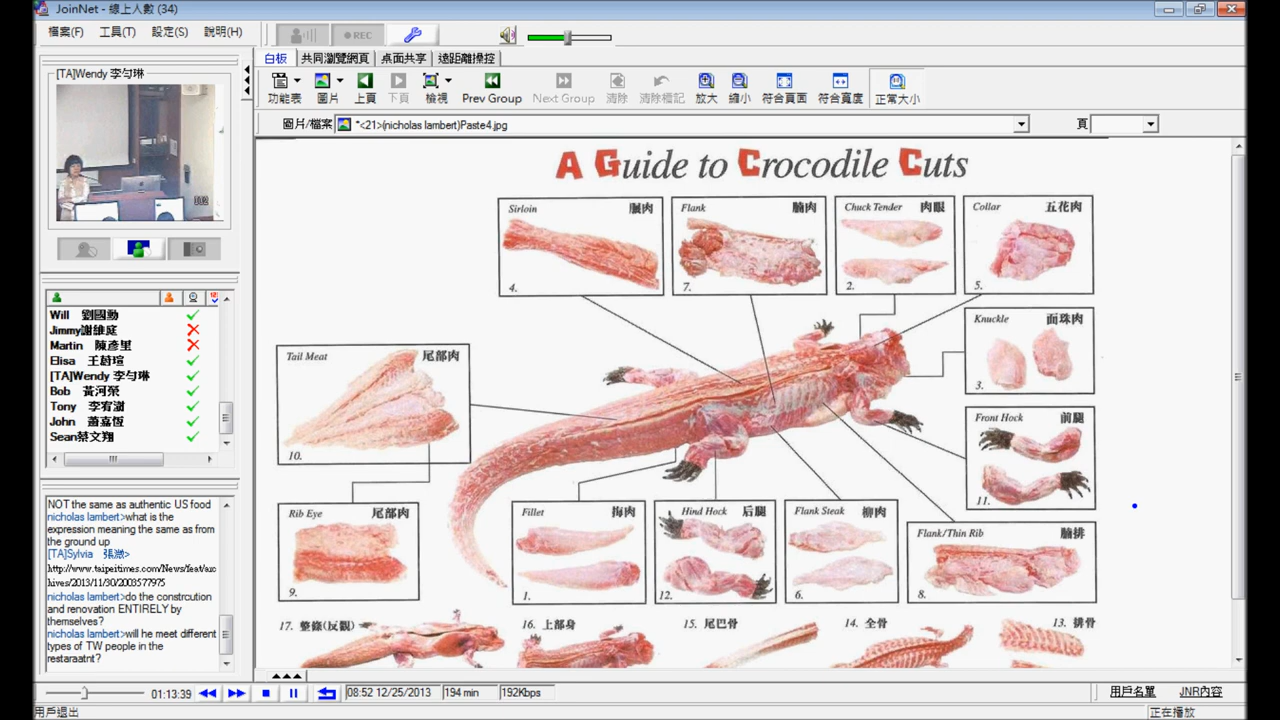 JoinNet - 線上人數 (34)
檔案(F) 工具(T) 設定(S) 說明(H)
REC
[TA]Wendy 李勻琳
白板 共同瀏覽網頁 桌面共享 遠距離操控
功能表 圖片 上頁 下頁 檢視 Prev Group Next Group 清除 清除標記 放大 縮小 符合頁面 符合寬度 正常大小
圖片/檔案 *<21>(nicholas lambert)Paste4.jpg 頁
Will 劉國勳
Jimmy謝維庭
Martin 陳彥里
Elisa 王蔚瑄
[TA]Wendy 李勻琳
Bob 黃河榮
Tony 李宥澍
John 蕭嘉恆
Sean蔡文翔
NOT the same as authentic US food
nicholas lambert>what is the
expression meaning the same as from
the ground up
[TA]Sylvia 張溦>
http://www.taipeitimes.com/News/feat/arc
hives/2013/11/30/2003577975
nicholas lambert>do the constrcution
and renovation ENTIRELY by
themselves?
nicholas lambert>will he meet different
types of TW people in the
restaraatnt?
A Guide to Crocodile Cuts
Sirloin
4.
Flank 腩肉
7.
Chuck Tender 肉眼
2.
Collar 五花肉
5.
Knuckle 面珠肉
3.
Tail Meat 尾部肉
10.
Front Hock 前腿
11.
Rib Eye 尾部肉
9.
Fillet 梅肉
1.
Hind Hock 后腿
12.
Flank Steak 柳肉
6.
Flank/Thin Rib 腩排
8.
17. 整條(反觀)
16. 上部身
15. 尾巴骨
14. 全骨
13. 排骨
01:13:39
08:52 12/25/2013 194 min 192Kbps
用戶名單 JNR內容
用戶退出
正在播放